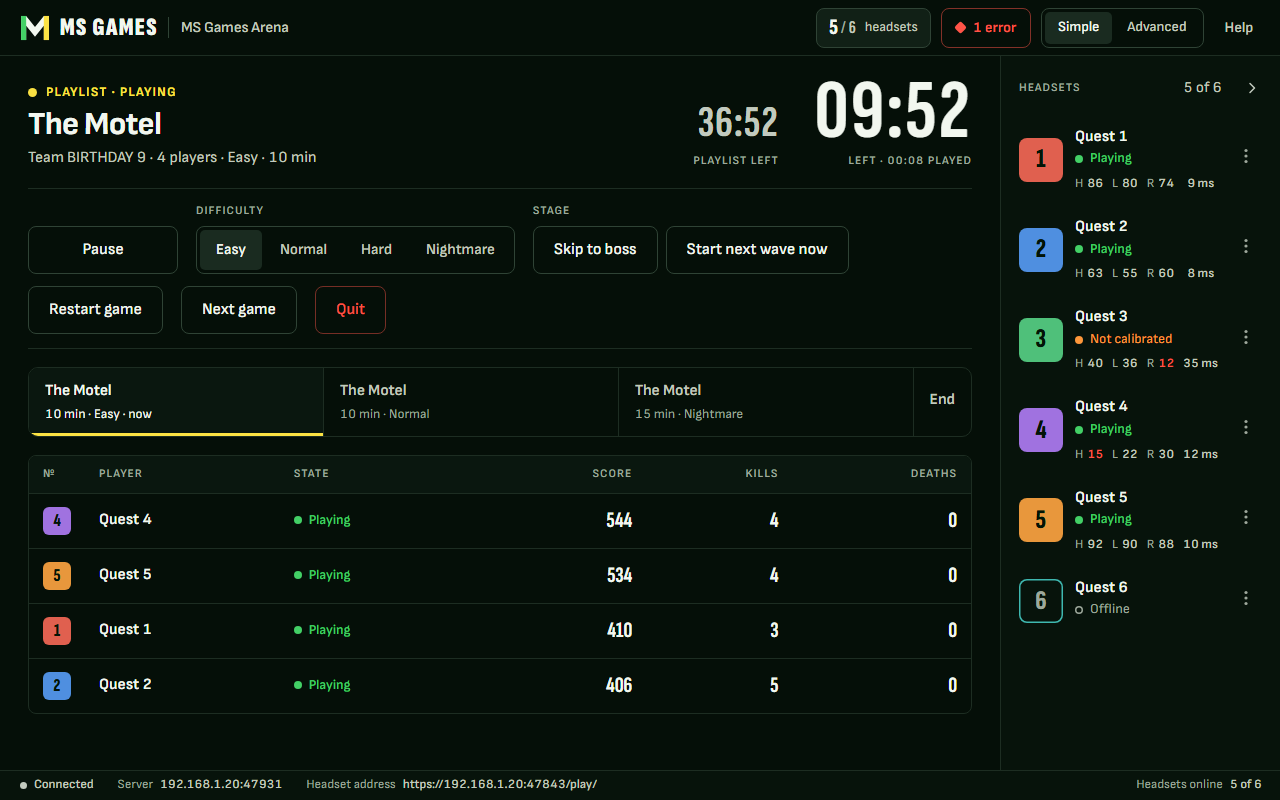 MS GAMES MS Games Arena 5 / 6 headsets 1 error Simple Advanced Help
PLAYLIST · PLAYING
The Motel
Team BIRTHDAY 9 · 4 players · Easy · 10 min
36:52
PLAYLIST LEFT
09:52
LEFT · 00:08 PLAYED
DIFFICULTY STAGE
Pause Easy Normal Hard Nightmare Skip to boss Start next wave now
Restart game Next game Quit
The Motel The Motel The Motel End
10 min · Easy · now 10 min · Normal 15 min · Nightmare
№ PLAYER STATE SCORE KILLS DEATHS
4 Quest 4 Playing 544 4 0
5 Quest 5 Playing 534 4 0
1 Quest 1 Playing 410 3 0
2 Quest 2 Playing 406 5 0
HEADSETS 5 of 6
1 Quest 1
Playing
H 86 L 80 R 74 9 ms
2 Quest 2
Playing
H 63 L 55 R 60 8 ms
3 Quest 3
Not calibrated
H 40 L 36 R 12 35 ms
4 Quest 4
Playing
H 15 L 22 R 30 12 ms
5 Quest 5
Playing
H 92 L 90 R 88 10 ms
6 Quest 6
Offline
Connected Server 192.168.1.20:47931 Headset address https://192.168.1.20:47843/play/ Headsets online 5 of 6